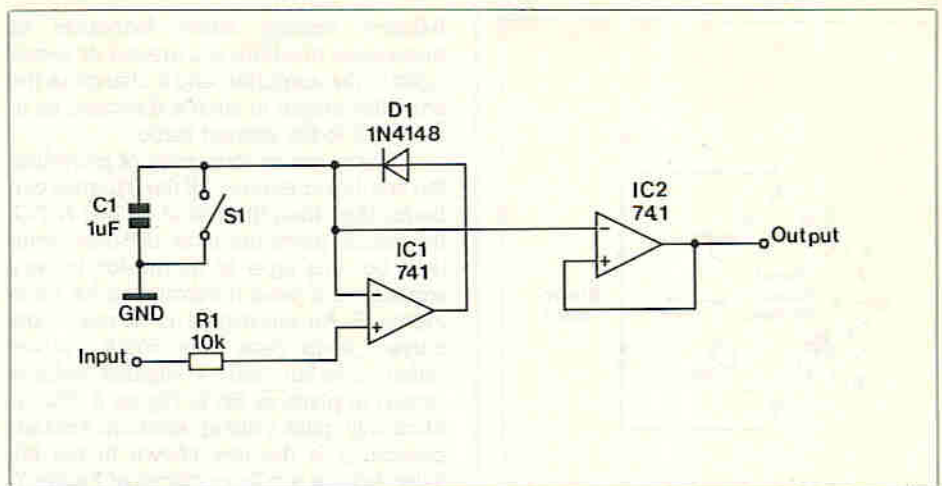 D1
1N4148
C1
1uF
S1
IC1
741
IC2
741
Output
GND
R1
10k
Input